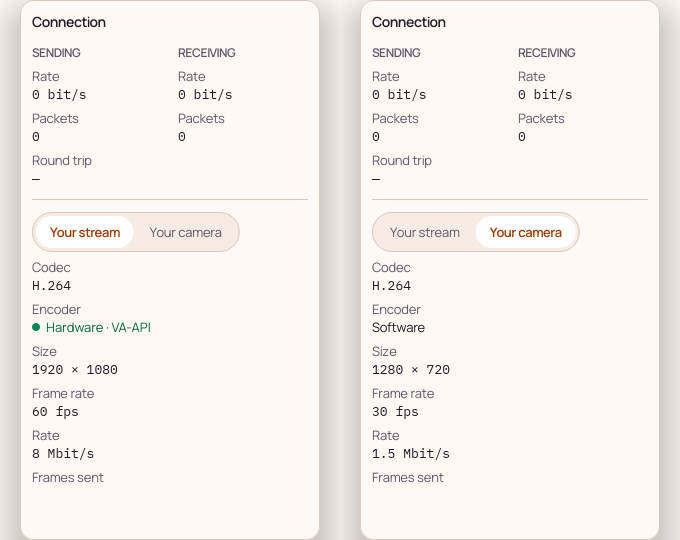 Connection
SENDING
RECEIVING
Rate
0 bit/s
Rate
0 bit/s
Packets
0
Packets
0
Round trip
—
Your stream
Your camera
Codec
H.264
Encoder
Hardware · VA-API
Size
1920 × 1080
Frame rate
60 fps
Rate
8 Mbit/s
Frames sent
Connection
SENDING
RECEIVING
Rate
0 bit/s
Rate
0 bit/s
Packets
0
Packets
0
Round trip
—
Your stream
Your camera
Codec
H.264
Encoder
Software
Size
1280 × 720
Frame rate
30 fps
Rate
1.5 Mbit/s
Frames sent